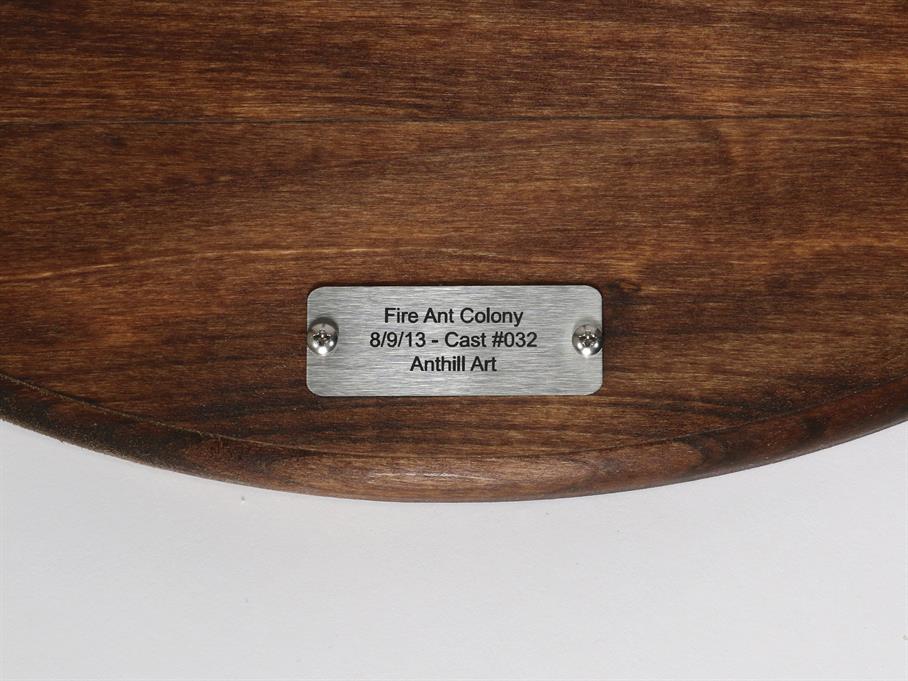 Fire Ant Colony
8/9/13 - Cast #032
Anthill Art